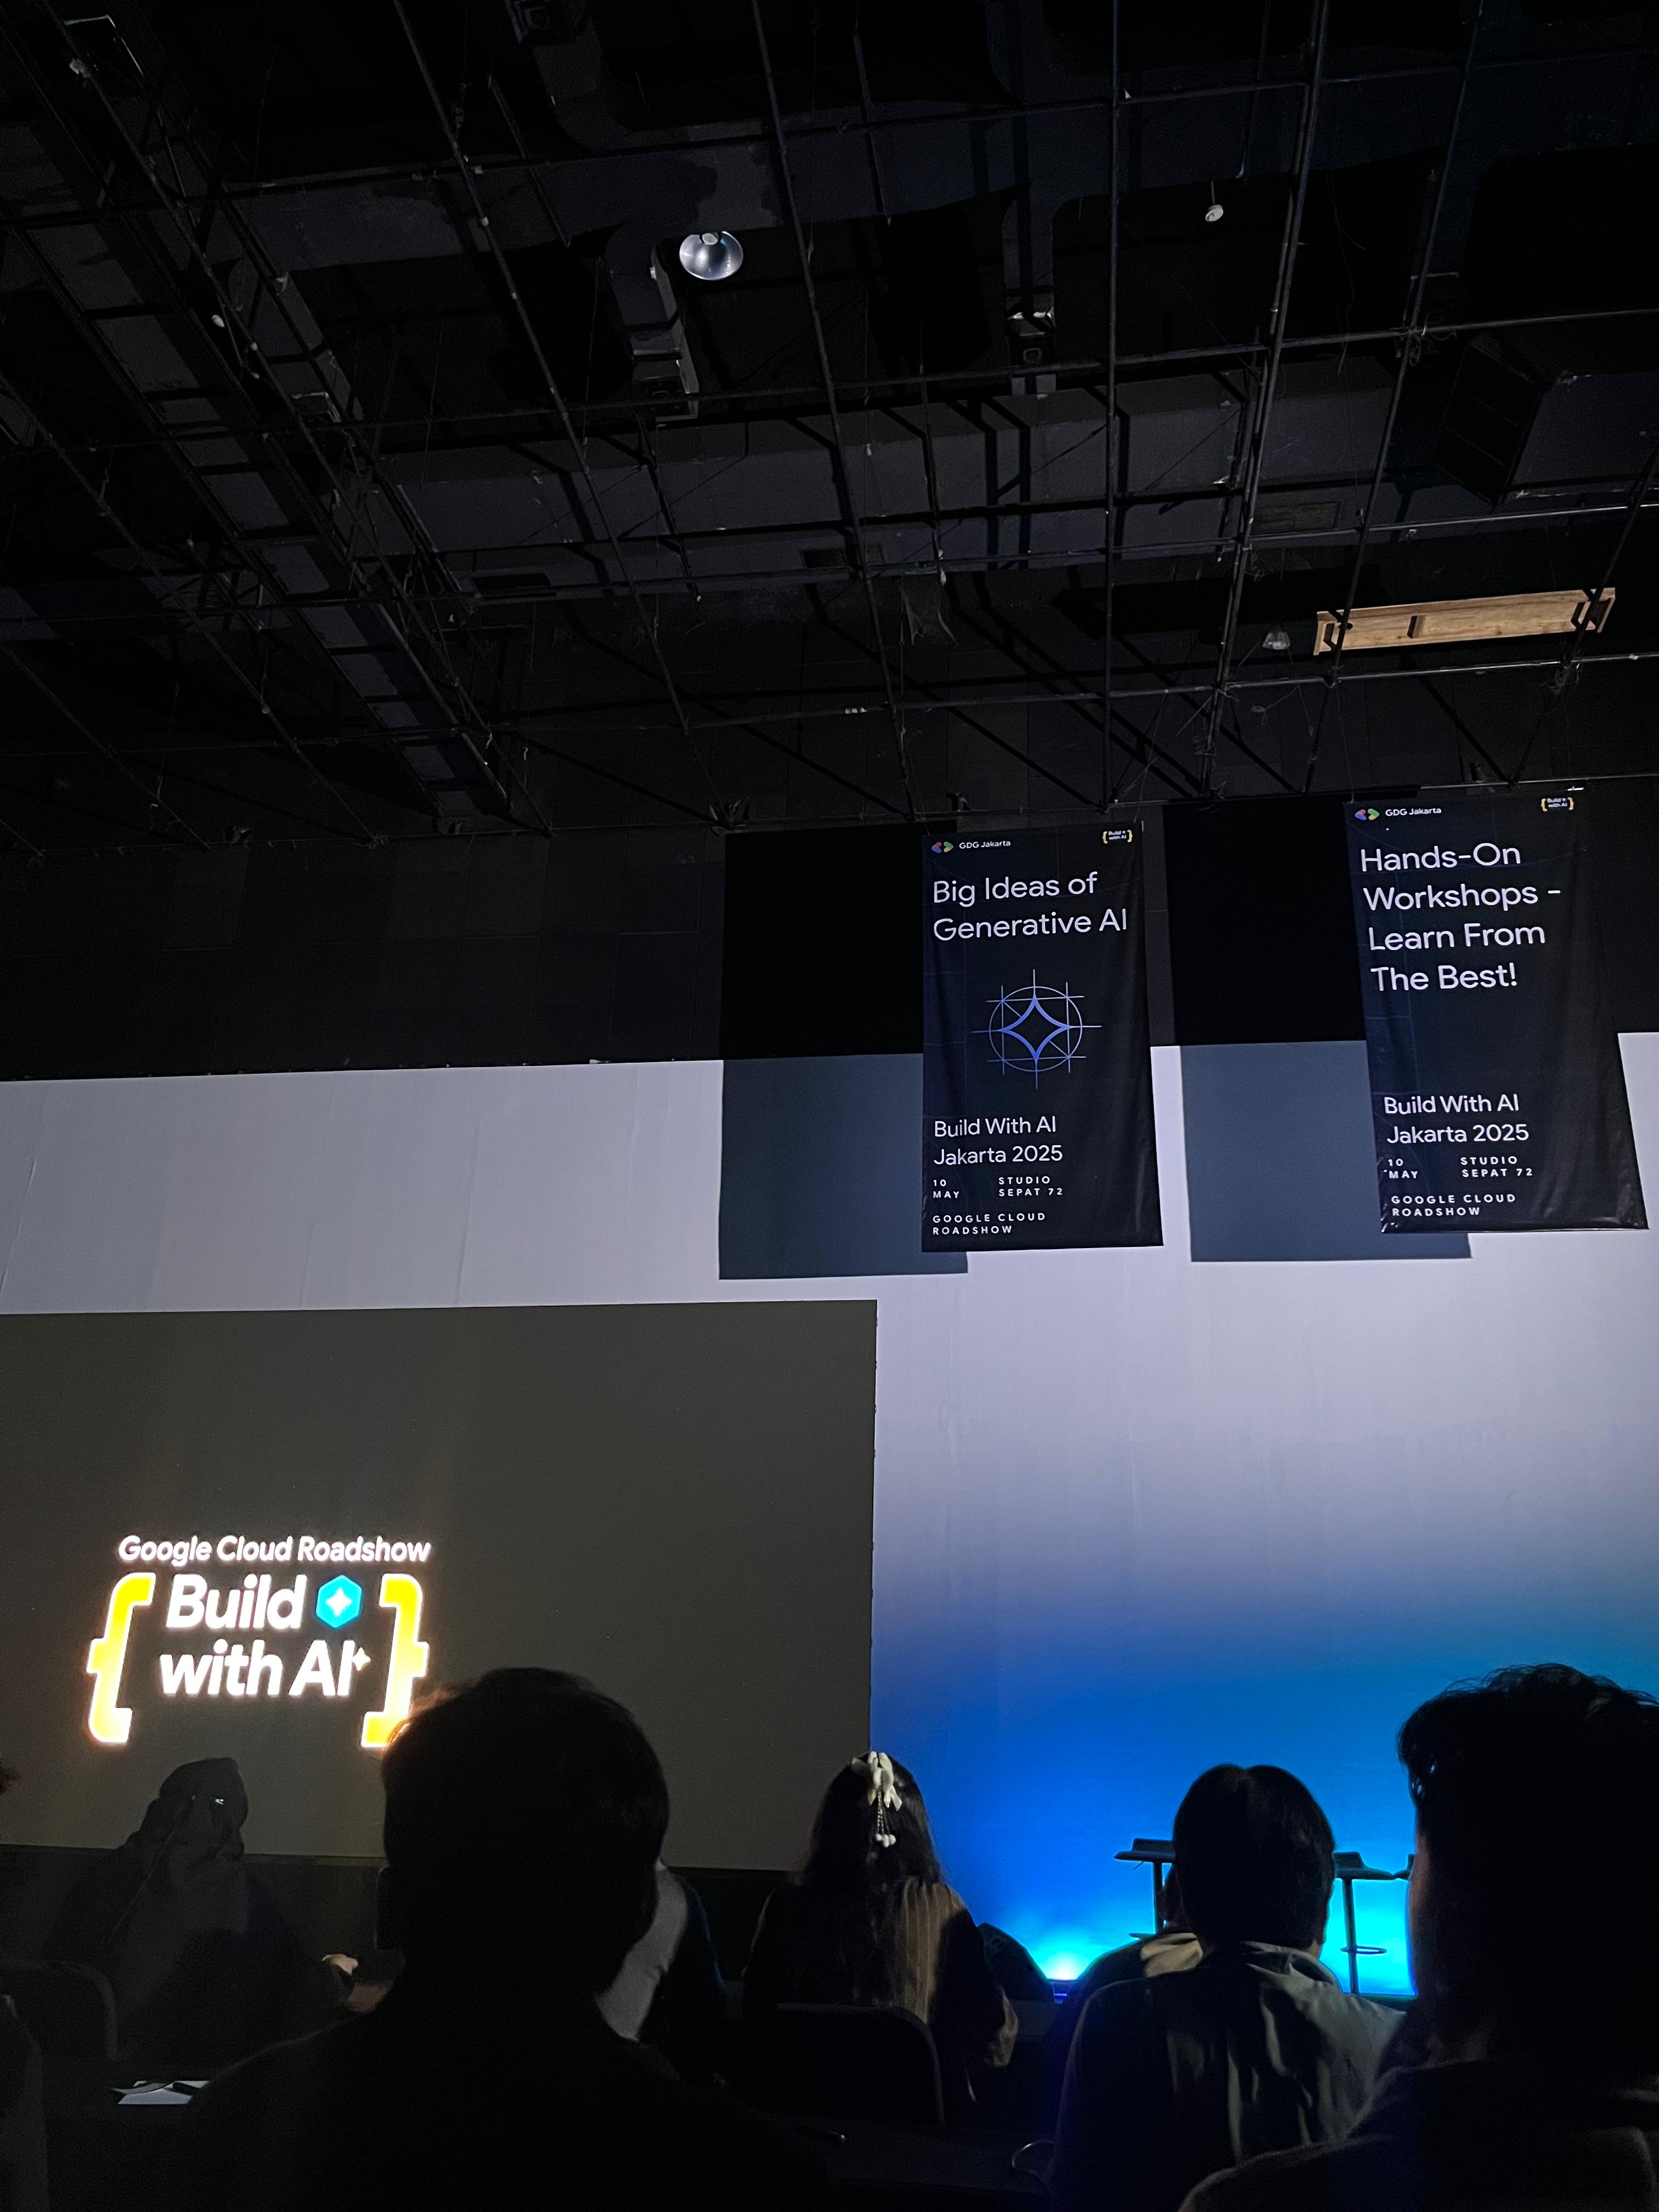 GDG Jakarta
Build
with AI
Big Ideas of
Generative AI
Build With AI
Jakarta 2025
10
MAY
STUDIO
SEPAT 72
GOOGLE CLOUD
ROADSHOW
GDG Jakarta
Build
with AI
Hands-On
Workshops -
Learn From
The Best!
Build With AI
Jakarta 2025
10
MAY
STUDIO
SEPAT 72
GOOGLE CLOUD
ROADSHOW
Google Cloud Roadshow
Build
with AI